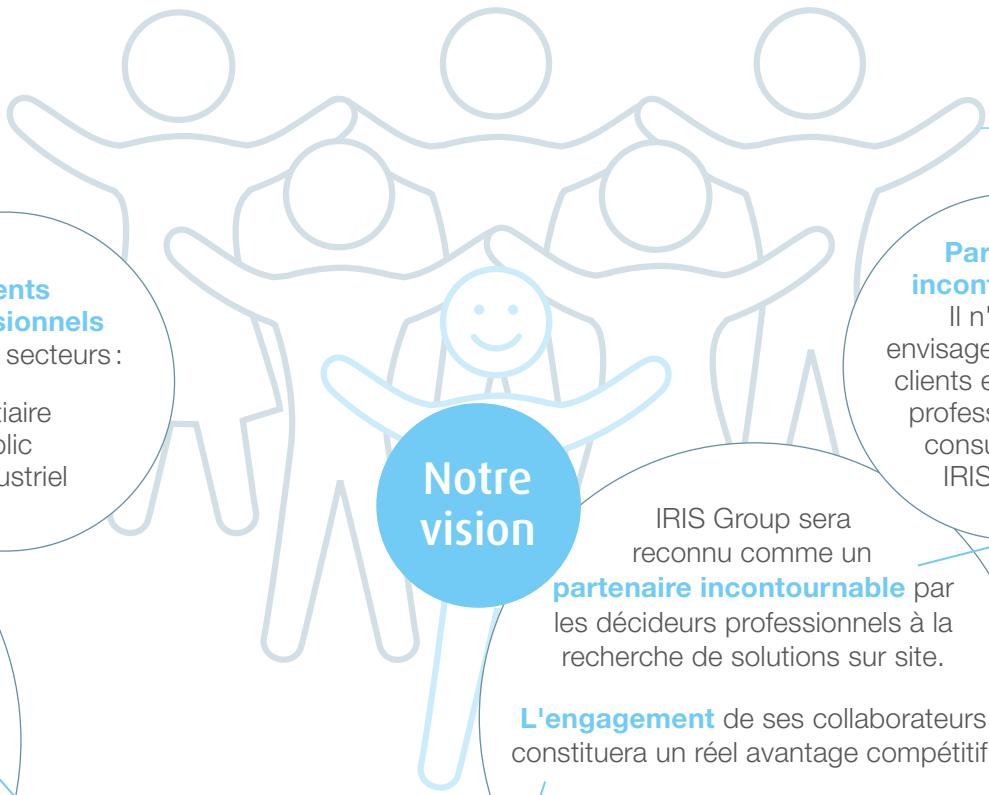 ents
sionnels
secteurs :
tiaire
blic
ustriel
Notre
vision
IRIS Group sera
reconnu comme un
partenaire incontournable par
les décideurs professionnels à la
recherche de solutions sur site.
L'engagement de ses collaborateurs
constituera un réel avantage compétitif
Par
incont
Il n'
envisage
clients e
profess
consu
IRIS